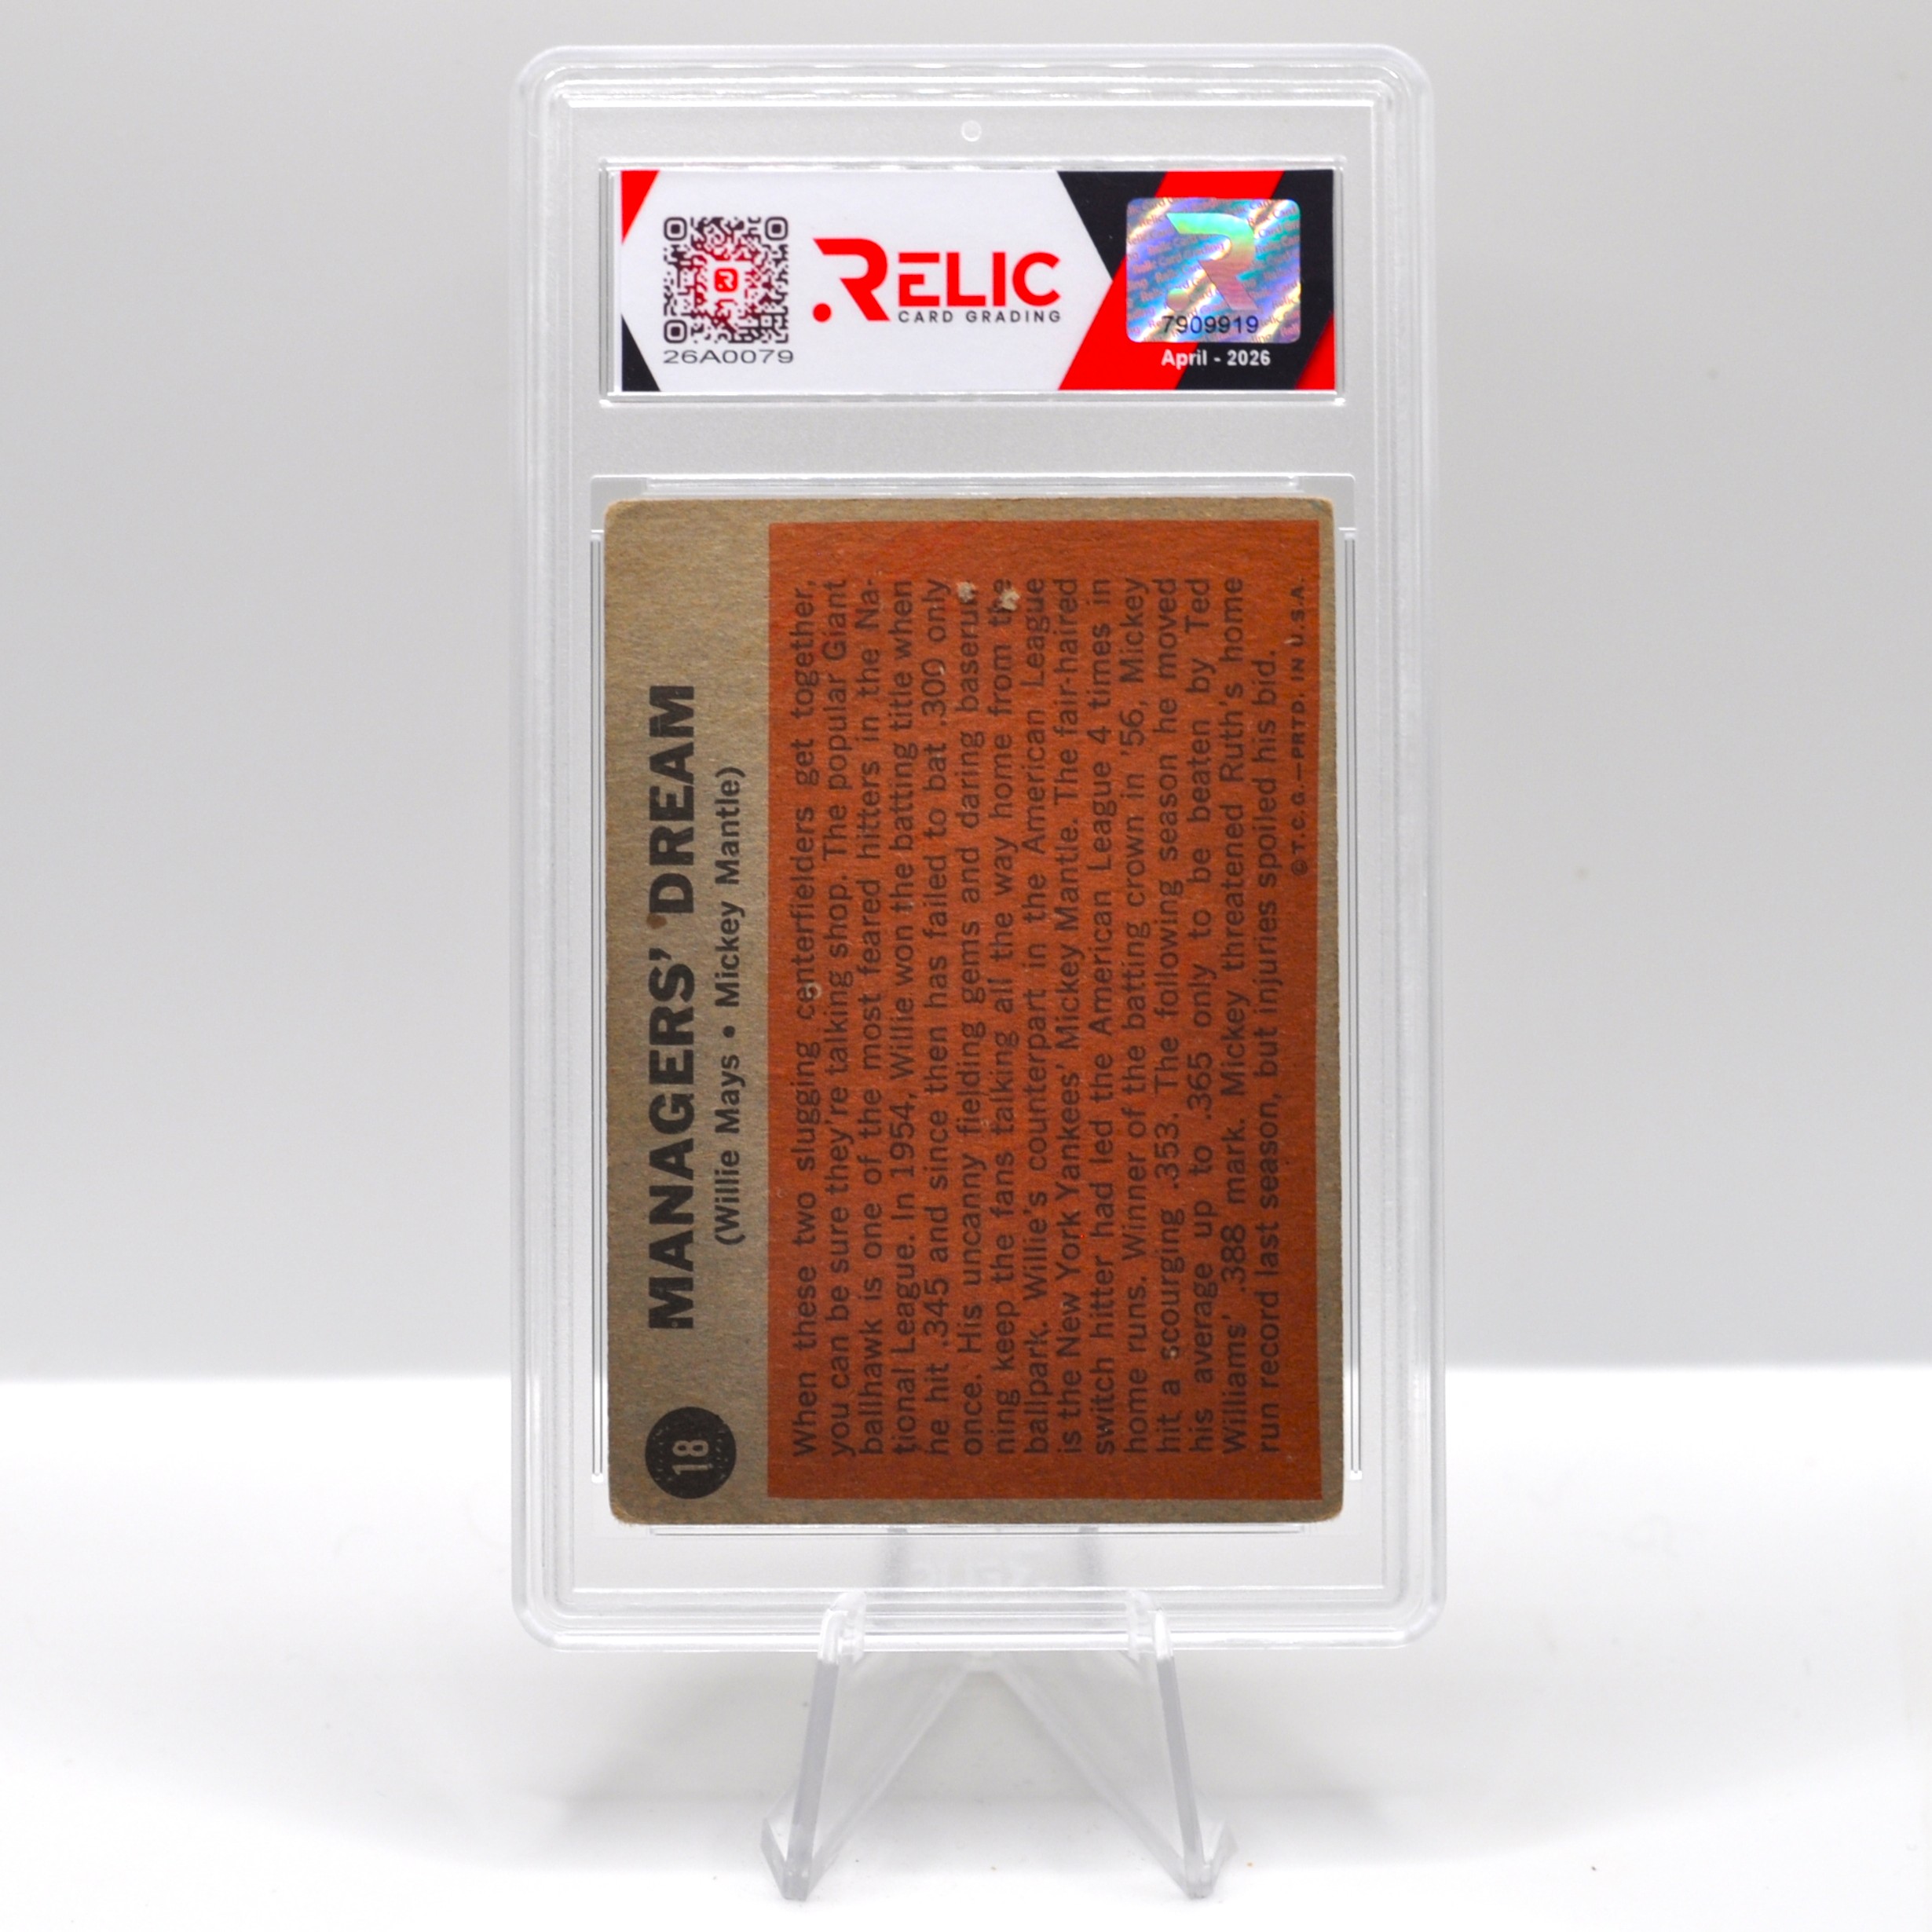 RELIC
CARD GRADING
26A0079
7909919
April - 2026
18
MANAGERS' DREAM
(Willie Mays • Mickey Mantle)
When these two slugging centerfielders get together,
you can be sure they're talking shop. The popular Giant
ballhawk is one of the most feared hitters in the Na-
tional League. In 1954, Willie won the batting title when
he hit .345 and since then has failed to bat .300 only
once. His uncanny fielding gems and daring baserun-
ning keep the fans talking all the way home from the
ballpark. Willie's counterpart in the American League
is the New York Yankees' Mickey Mantle. The fair-haired
switch hitter had led the American League 4 times in
home runs. Winner of the batting crown in '56, Mickey
hit a scourging .353. The following season he moved
his average up to .365 only to be beaten by Ted
Williams' .388 mark. Mickey threatened Ruth's home
run record last season, but injuries spoiled his bid.
© T.C.G.—PRTD. IN U.S.A.